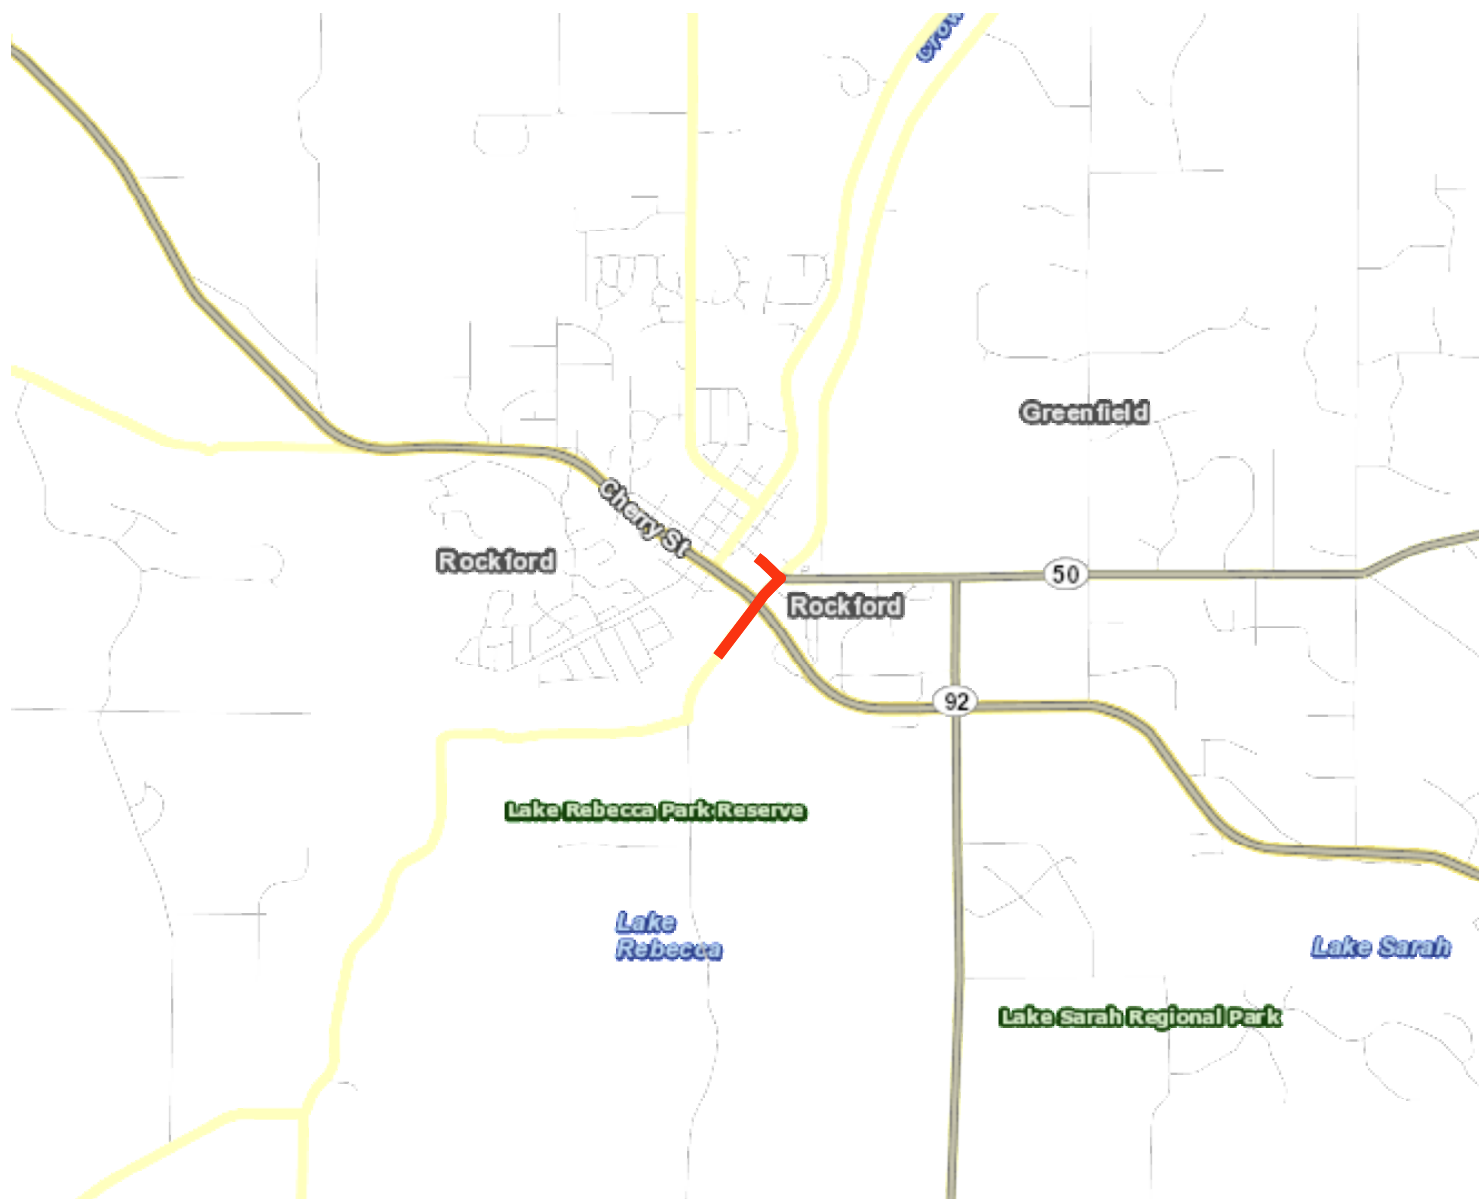 Crow
Greenfield
Cherry St
Rockford
50
Rockford
92
Lake Rebecca Park Reserve
Lake
Rebecca
Lake Sarah
Lake Sarah Regional Park